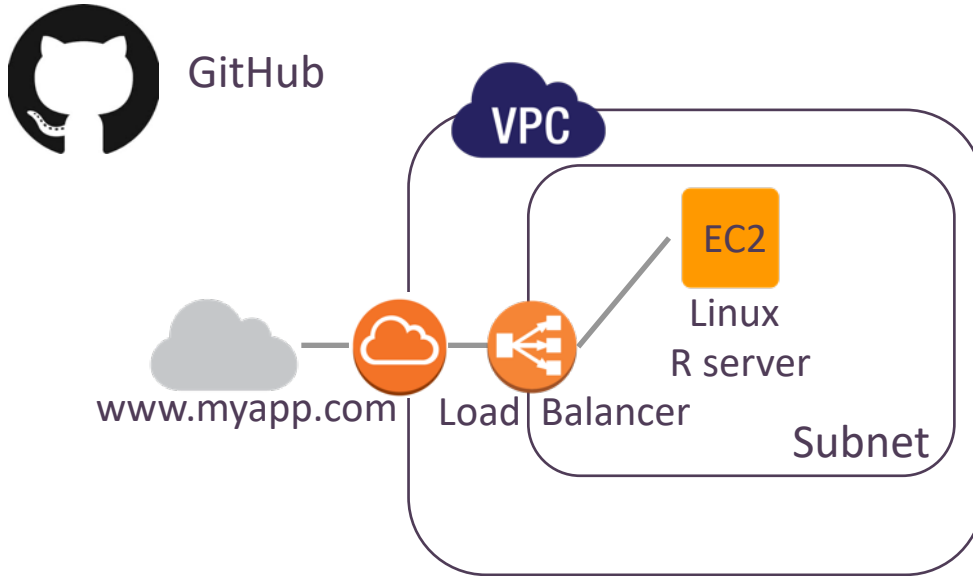 GitHub
VPC
EC2
Linux
R server
www.myapp.com
Load Balancer
Subnet